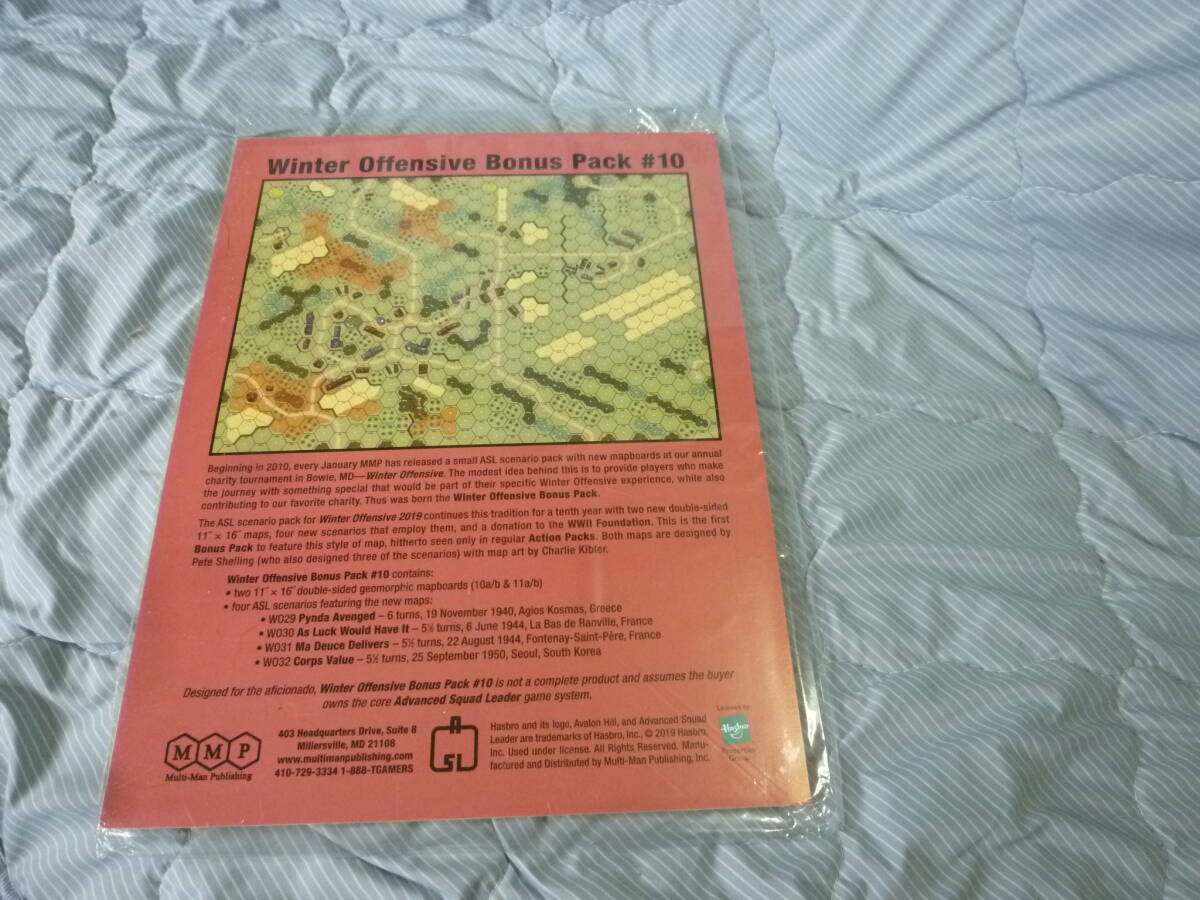 Winter Offensive Bonus Pack #10
Beginning in 2010, every January MMP has released a small ASL scenario pack with new mapboards at our annual
charity tournament in Bowie, MD—Winter Offensive. The modest idea behind this is to provide players who make
the journey with something special that would be part of their specific Winter Offensive experience, while also
contributing to our favorite charity. Thus was born the Winter Offensive Bonus Pack.
The ASL scenario pack for Winter Offensive 2019 continues this tradition for a tenth year with two new double-sided
11˝ × 16˝ maps, four new scenarios that employ them, and a donation to the WWII Foundation. This is the first
Bonus Pack to feature this style of map, hitherto seen only in regular Action Packs. Both maps are designed by
Pete Shelling (who also designed three of the scenarios) with map art by Charlie Kibler.
Winter Offensive Bonus Pack #10 contains:
• two 11˝ × 16˝ double-sided geomorphic mapboards (10a/b & 11a/b)
• four ASL scenarios featuring the new maps:
• WO29 Pynda Avenged – 6 turns, 19 November 1940, Agios Kosmas, Greece
• WO30 As Luck Would Have It – 5½ turns, 6 June 1944, La Bas de Ranville, France
• WO31 Ma Deuce Delivers – 5½ turns, 22 August 1944, Fontenay-Saint-Père, France
• WO32 Corps Value – 5½ turns, 25 September 1950, Seoul, South Korea
Designed for the aficionado, Winter Offensive Bonus Pack #10 is not a complete product and assumes the buyer
owns the core Advanced Squad Leader game system.
MMP
Multi-Man Publishing
403 Headquarters Drive, Suite 8
Millersville, MD 21108
www.multimanpublishing.com
410-729-3334 1-888-TGAMERS
A
SL
Hasbro and its logo, Avalon Hill, and Advanced Squad
Leader are trademarks of Hasbro, Inc., © 2019 Hasbro,
Inc. Used under license. All Rights Reserved. Manu-
factured and Distributed by Multi-Man Publishing, Inc.
Licensed by
Hasbro
Properties
Group